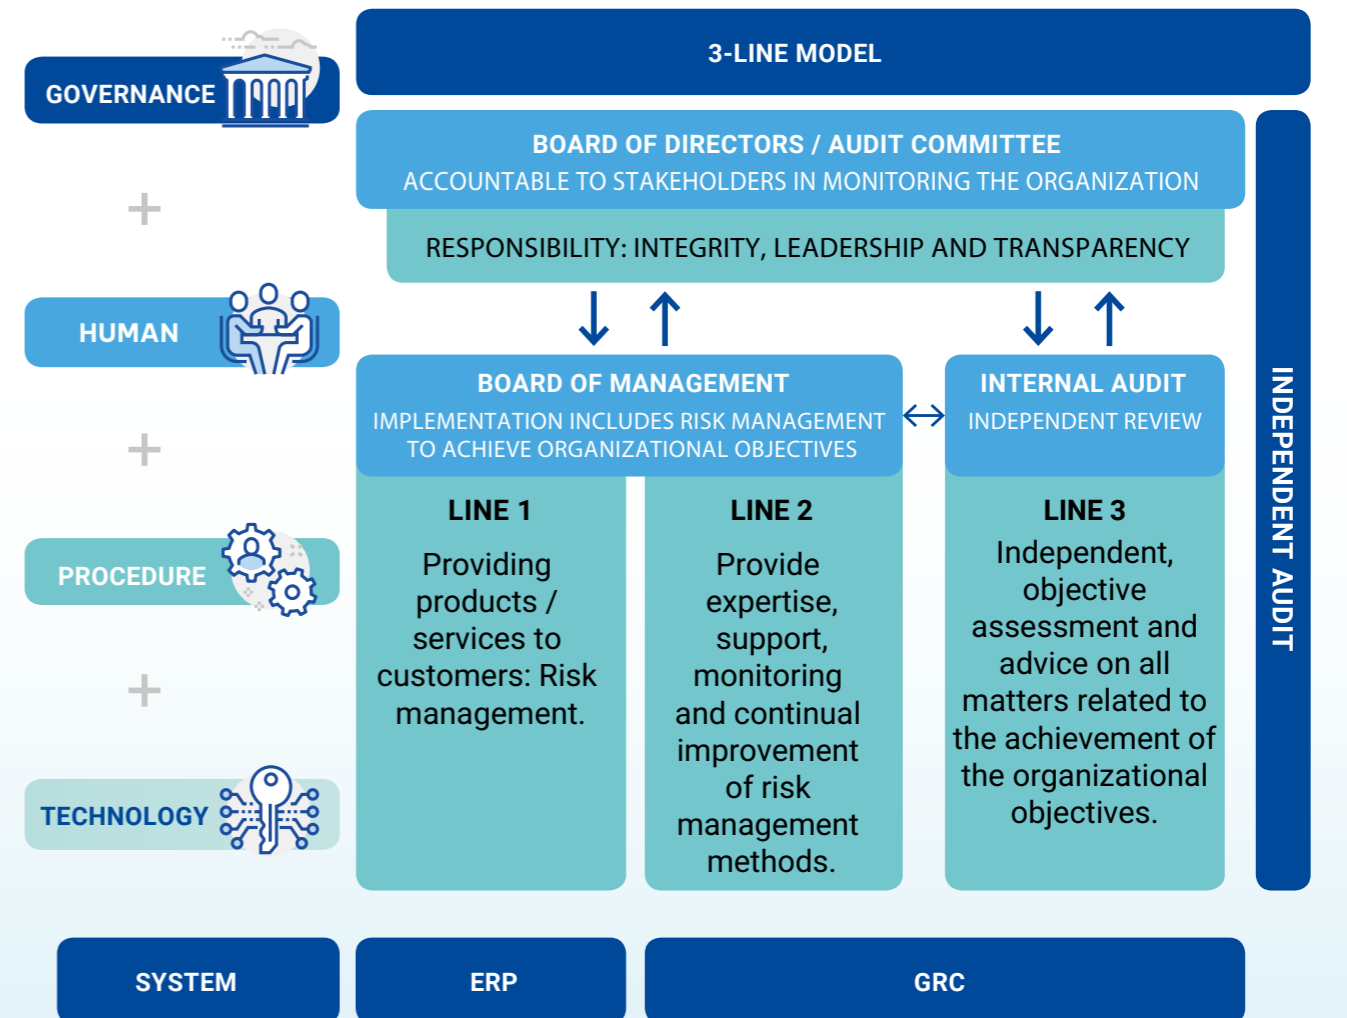 GOVERNANCE
HUMAN
PROCEDURE
TECHNOLOGY
3-LINE MODEL
BOARD OF DIRECTORS / AUDIT COMMITTEE
ACCOUNTABLE TO STAKEHOLDERS IN MONITORING THE ORGANIZATION
RESPONSIBILITY: INTEGRITY, LEADERSHIP AND TRANSPARENCY
BOARD OF MANAGEMENT
IMPLEMENTATION INCLUDES RISK MANAGEMENT
TO ACHIEVE ORGANIZATIONAL OBJECTIVES
LINE 1
Providing
products /
services to
customers: Risk
management.
LINE 2
Provide
expertise,
support,
monitoring
and continual
improvement
of risk
management
methods.
INTERNAL AUDIT
INDEPENDENT REVIEW
LINE 3
Independent,
objective
assessment and
advice on all
matters related to
the achievement of
the organizational
objectives.
INDEPENDENT AUDIT
SYSTEM
ERP
GRC